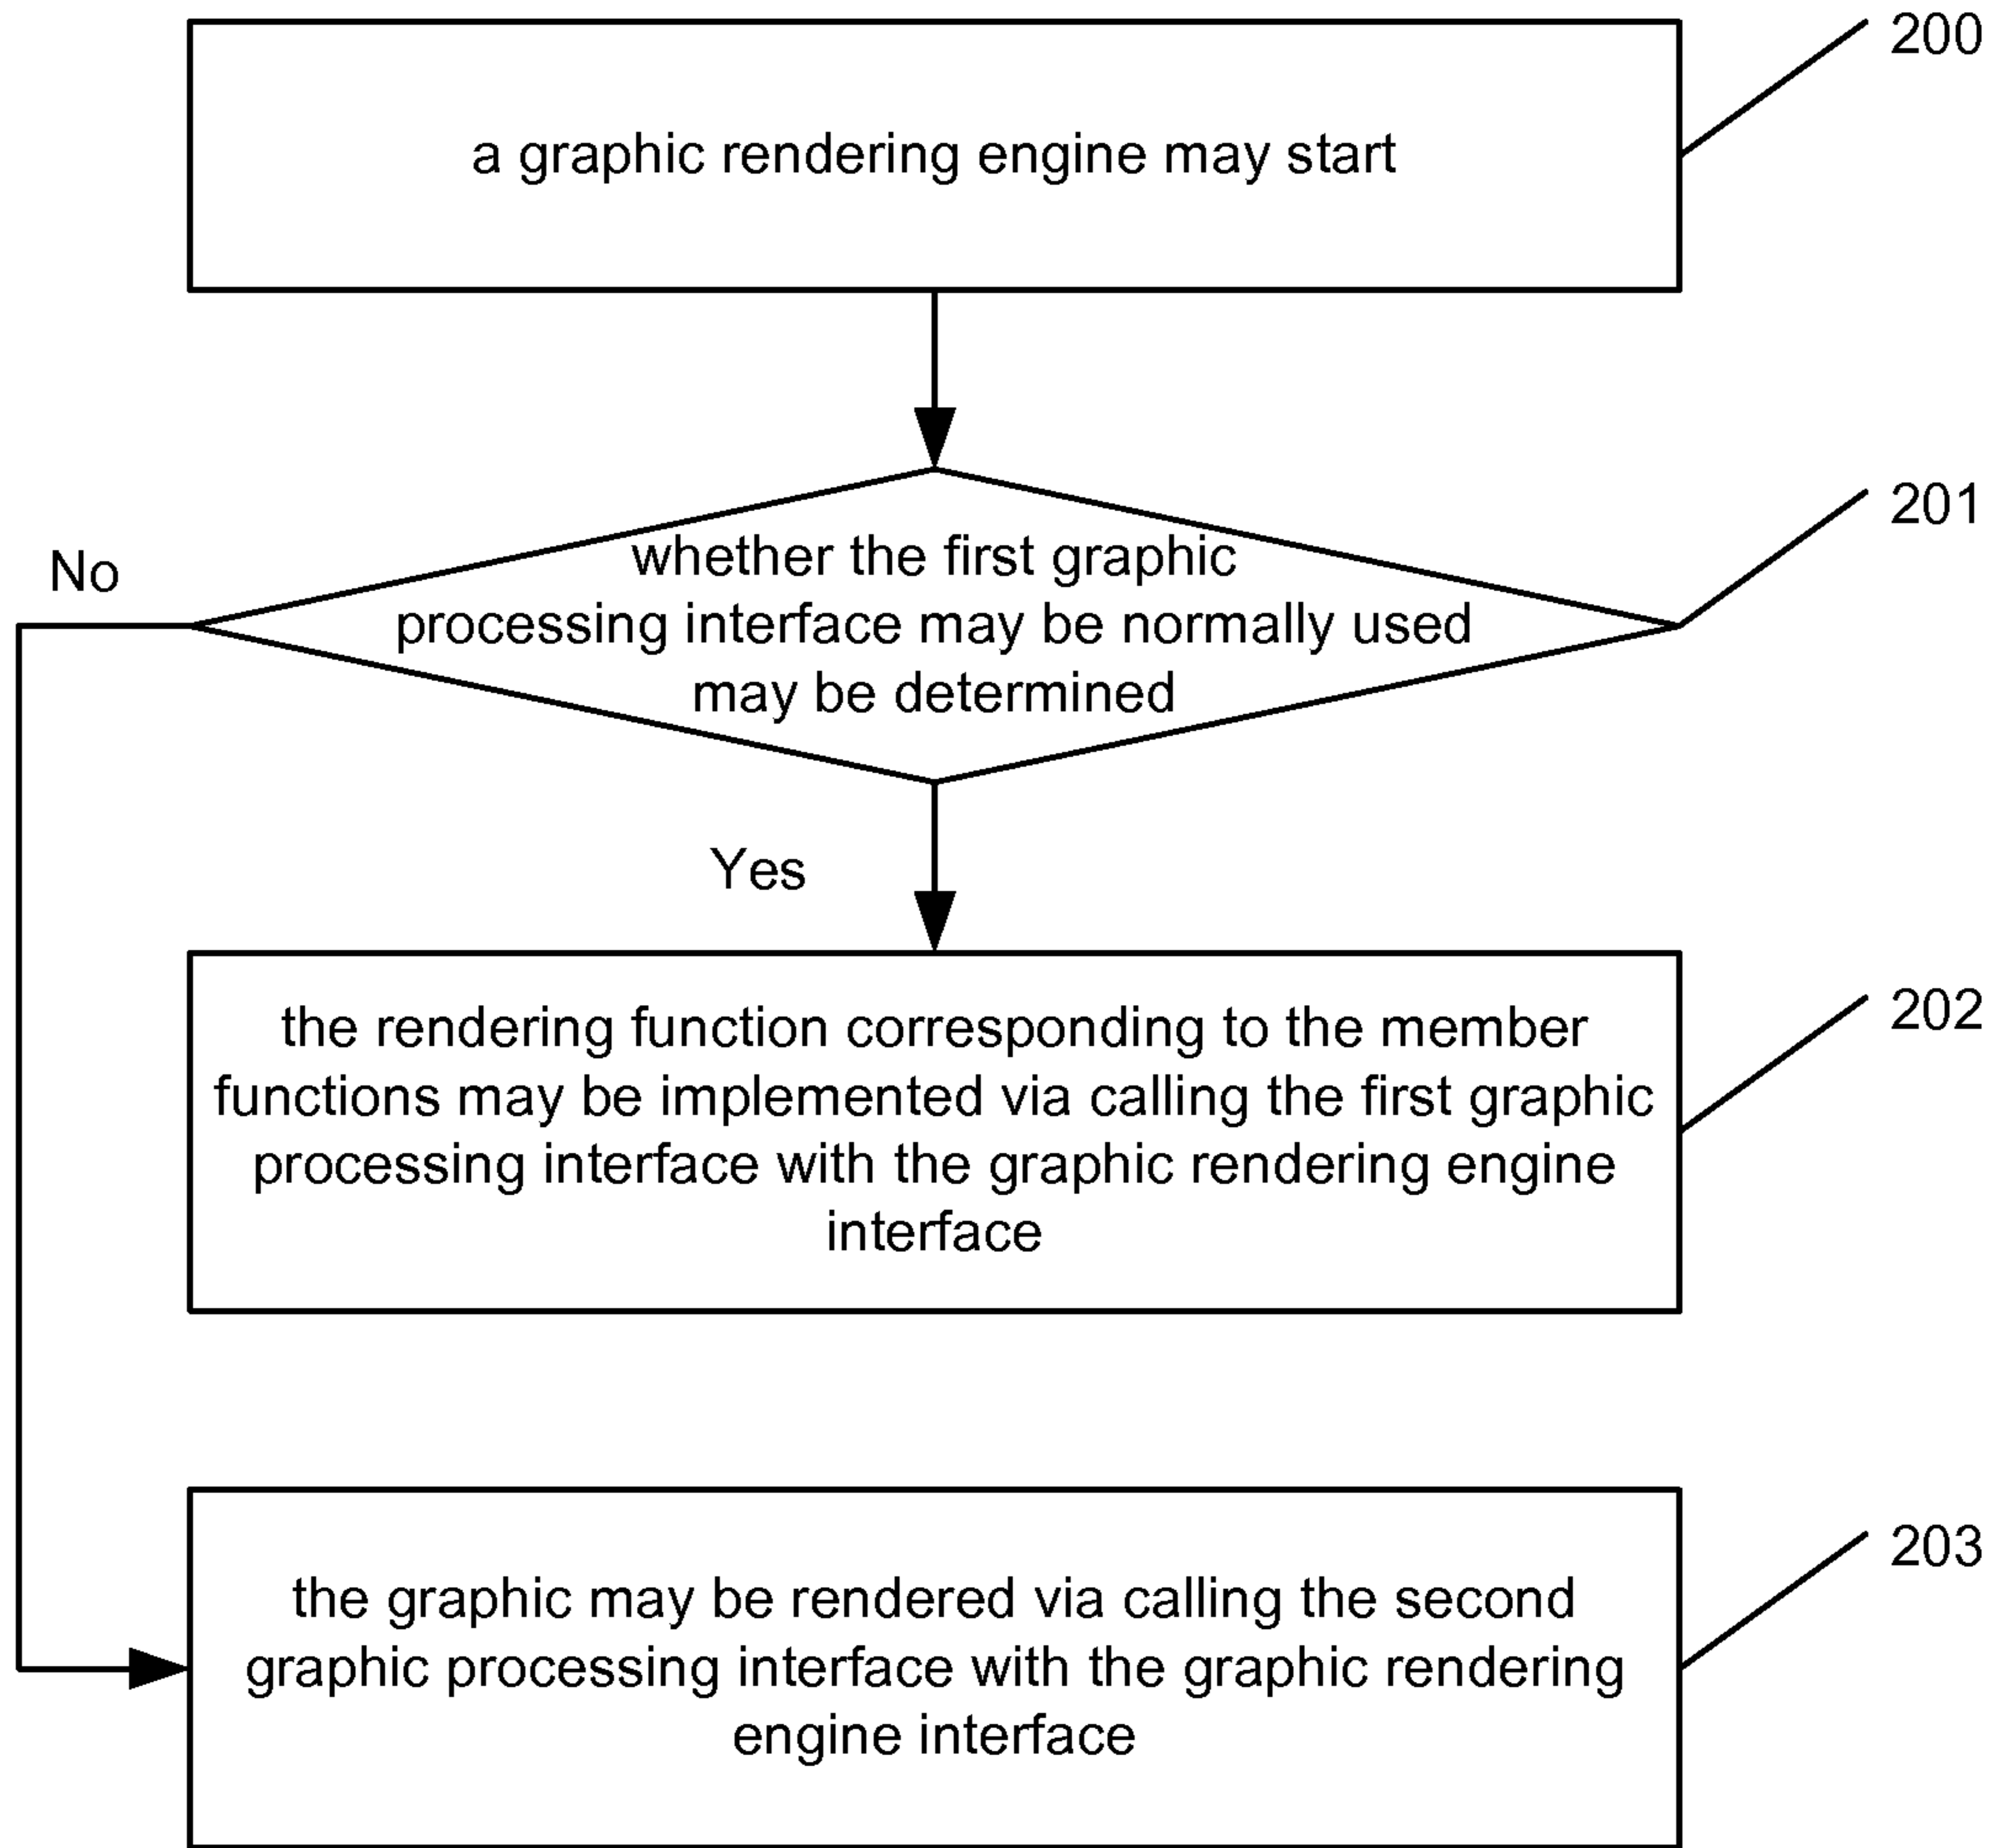 200
a graphic rendering engine may start
201
No
whether the first graphic
processing interface may be normally used
may be determined
Yes
202
the rendering function corresponding to the member
functions may be implemented via calling the first graphic
processing interface with the graphic rendering engine
interface
203
the graphic may be rendered via calling the second
graphic processing interface with the graphic rendering
engine interface